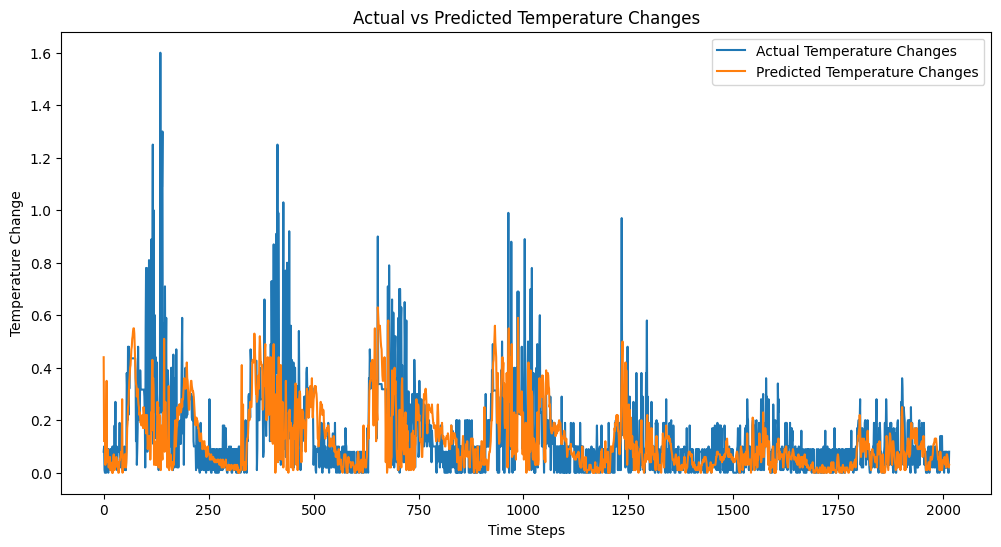 Actual vs Predicted Temperature Changes
Actual Temperature Changes
Predicted Temperature Changes
Temperature Change
1.6
1.4
1.2
1.0
0.8
0.6
0.4
0.2
0.0
0 250 500 750 1000 1250 1500 1750 2000
Time Steps